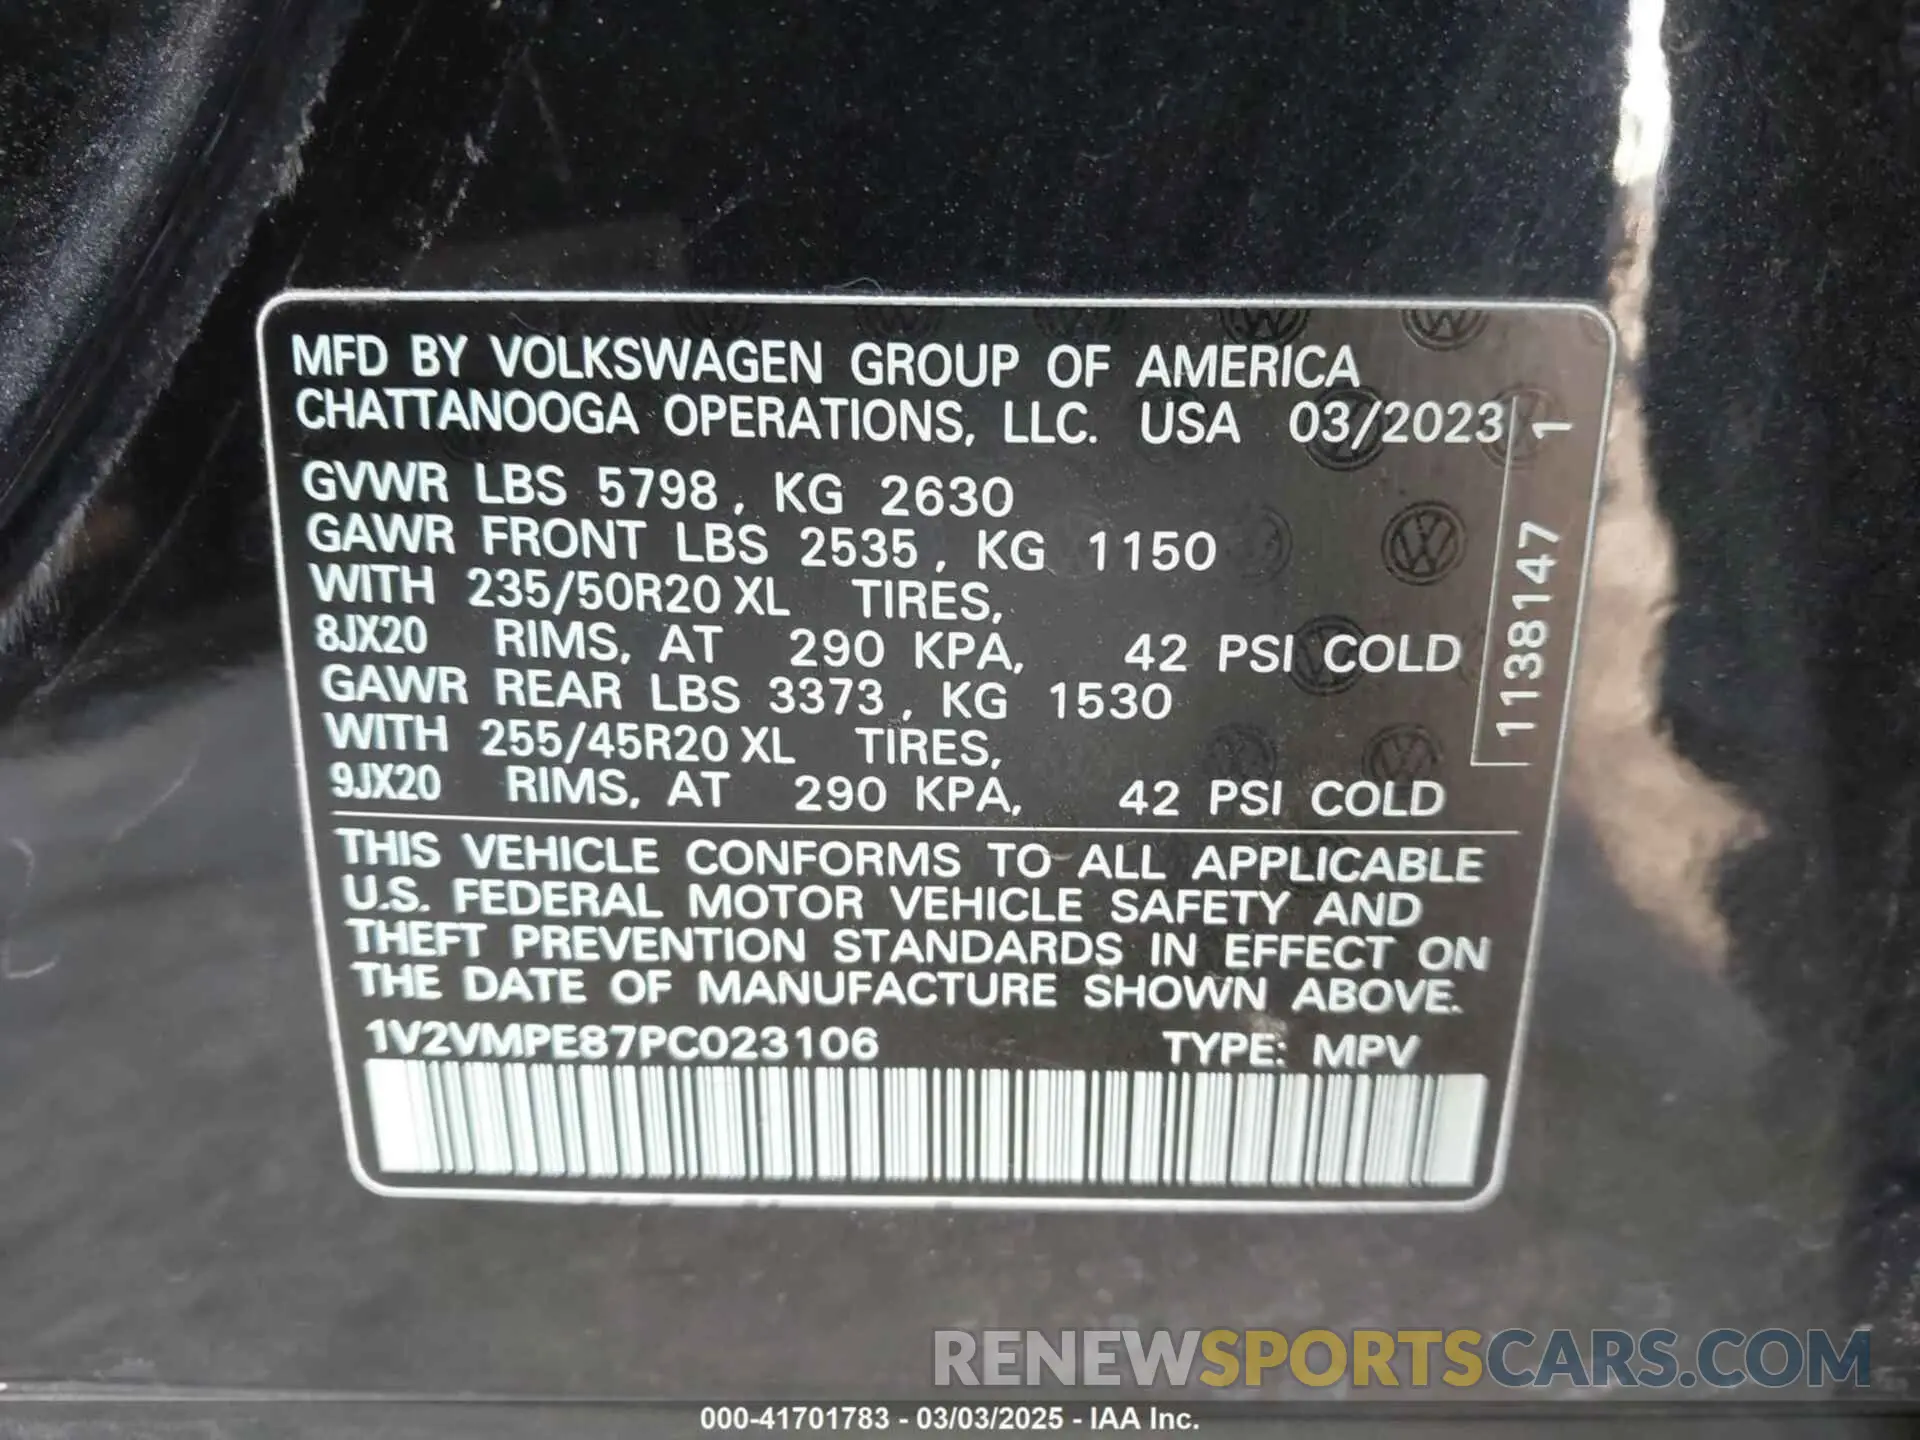 MFD BY VOLKSWAGEN GROUP OF AMERICA
CHATTANOOGA OPERATIONS, LLC. USA 03/2023
GVWR LBS 5798, KG 2630
GAWR FRONT LBS 2535, KG 1150
WITH 235/50R20 XL TIRES,
8JX20 RIMS, AT 290 KPA, 42 PSI COLD
GAWR REAR LBS 3373, KG 1530
WITH 255/45R20 XL TIRES,
9JX20 RIMS, AT 290 KPA, 42 PSI COLD
1138147 1
THIS VEHICLE CONFORMS TO ALL APPLICABLE
U.S. FEDERAL MOTOR VEHICLE SAFETY AND
THEFT PREVENTION STANDARDS IN EFFECT ON
THE DATE OF MANUFACTURE SHOWN ABOVE.
1V2VMPE87PC023106 TYPE: MPV
RENEWSPORTSCARS.COM
000-41701783 - 03/03/2025 - IAA Inc.